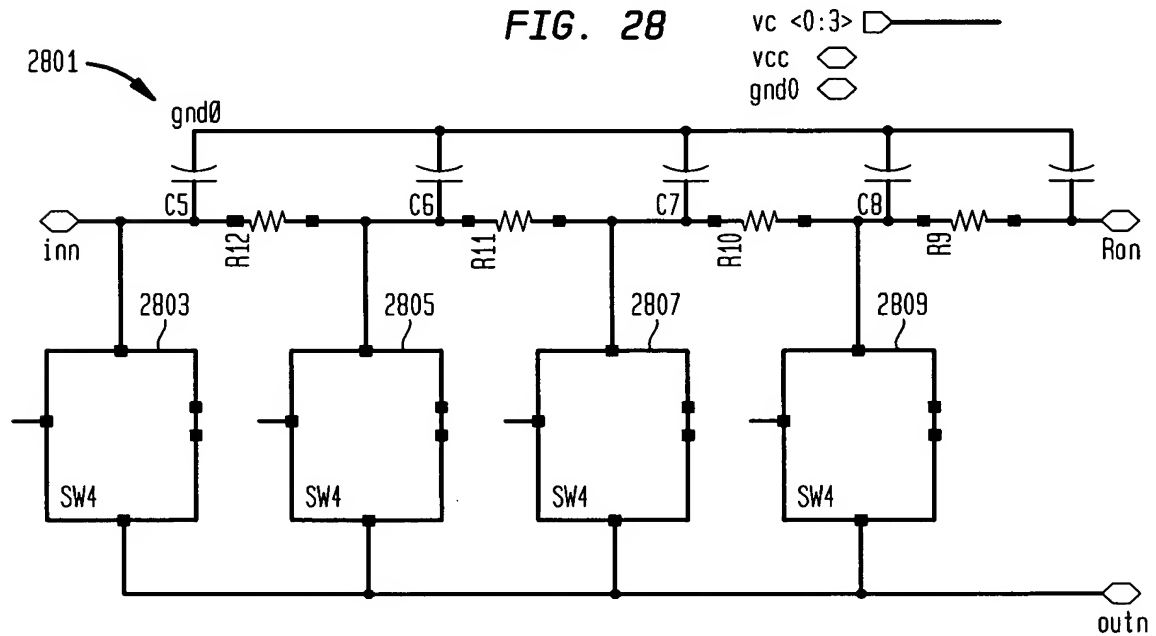 FIG. 28
vc <0:3>
vcc
gnd0
2801
gndØ
C5
C6
C7
C8
inn
R12
R11
R10
R9
Ron
2803
2805
2807
2809
SW4
SW4
SW4
SW4
outn